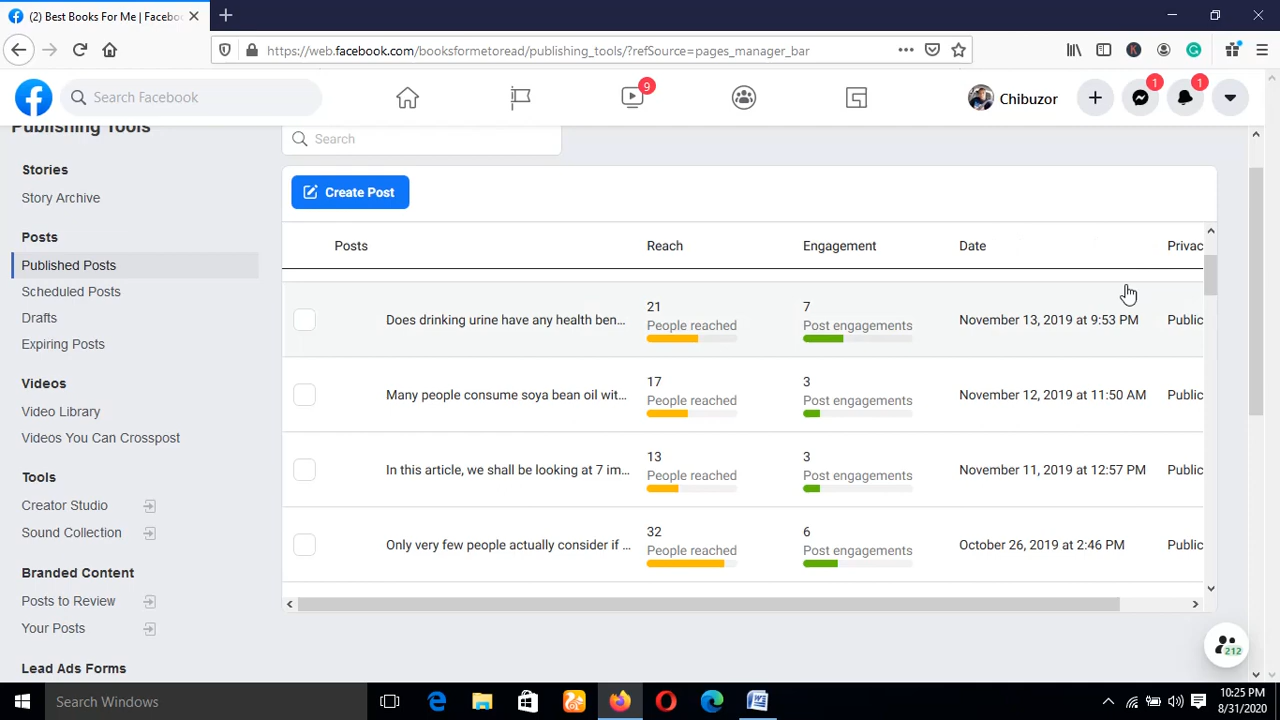 (2) Best Books For Me | Facebo
https://web.facebook.com/booksformetoread/publishing_tools/?refSource=pages_manager_bar
Search Facebook
9
Chibuzor
1
1
Publishing Tools
Search
Stories
Story Archive
Create Post
Posts
Published Posts
Scheduled Posts
Drafts
Expiring Posts
Videos
Video Library
Videos You Can Crosspost
Tools
Creator Studio
Sound Collection
Branded Content
Posts to Review
Your Posts
Lead Ads Forms
Posts Reach Engagement Date Privac
Does drinking urine have any health ben... 21 People reached 7 Post engagements November 13, 2019 at 9:53 PM Public
Many people consume soya bean oil wit... 17 People reached 3 Post engagements November 12, 2019 at 11:50 AM Public
In this article, we shall be looking at 7 im... 13 People reached 3 Post engagements November 11, 2019 at 12:57 PM Public
Only very few people actually consider if ... 32 People reached 6 Post engagements October 26, 2019 at 2:46 PM Public
212
Search Windows
10:25 PM
8/31/2020